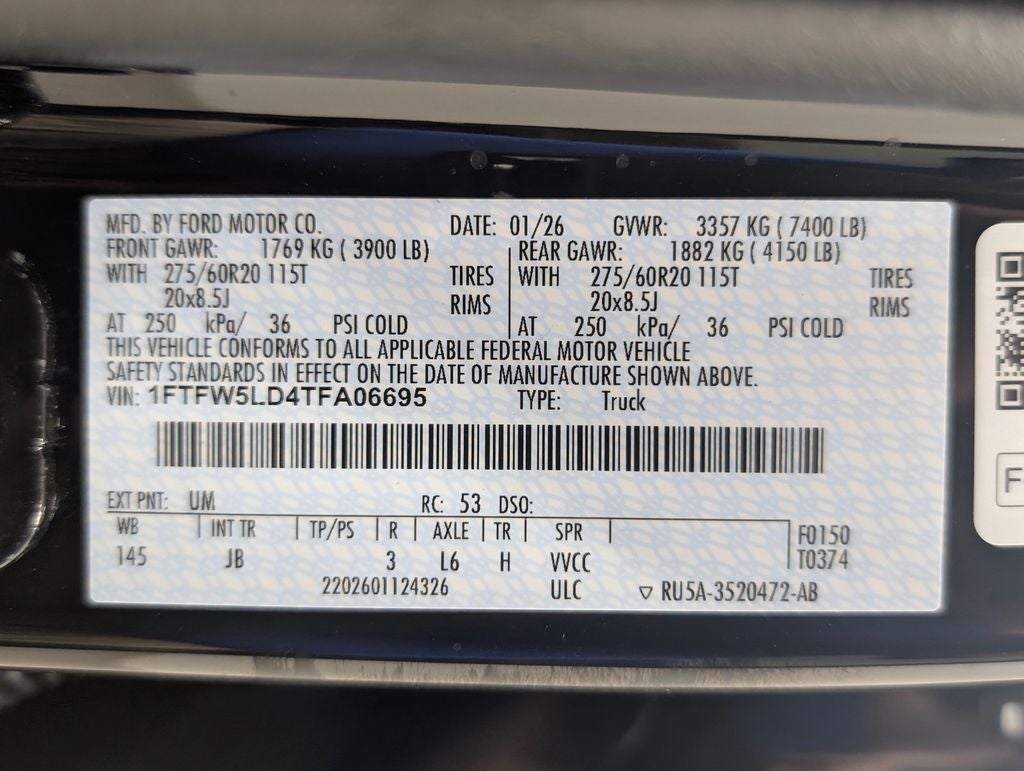 MFD. BY FORD MOTOR CO. DATE: 01/26 GVWR: 3357 KG ( 7400 LB)
FRONT GAWR: 1769 KG ( 3900 LB) REAR GAWR: 1882 KG ( 4150 LB)
WITH 275/60R20 115T TIRES WITH 275/60R20 115T TIRES
20x8.5J RIMS 20x8.5J RIMS
AT 250 kPa/ 36 PSI COLD AT 250 kPa/ 36 PSI COLD
THIS VEHICLE CONFORMS TO ALL APPLICABLE FEDERAL MOTOR VEHICLE
SAFETY STANDARDS IN EFFECT ON THE DATE OF MANUFACTURE SHOWN ABOVE.
VIN: 1FTFW5LD4TFA06695 TYPE: Truck
EXT PNT: UM RC: 53 DSO:
WB INT TR TP/PS R AXLE TR SPR F0150
145 JB 3 L6 H VVCC T0374
2202601124326 ULC ▽ RU5A-3520472-AB
F